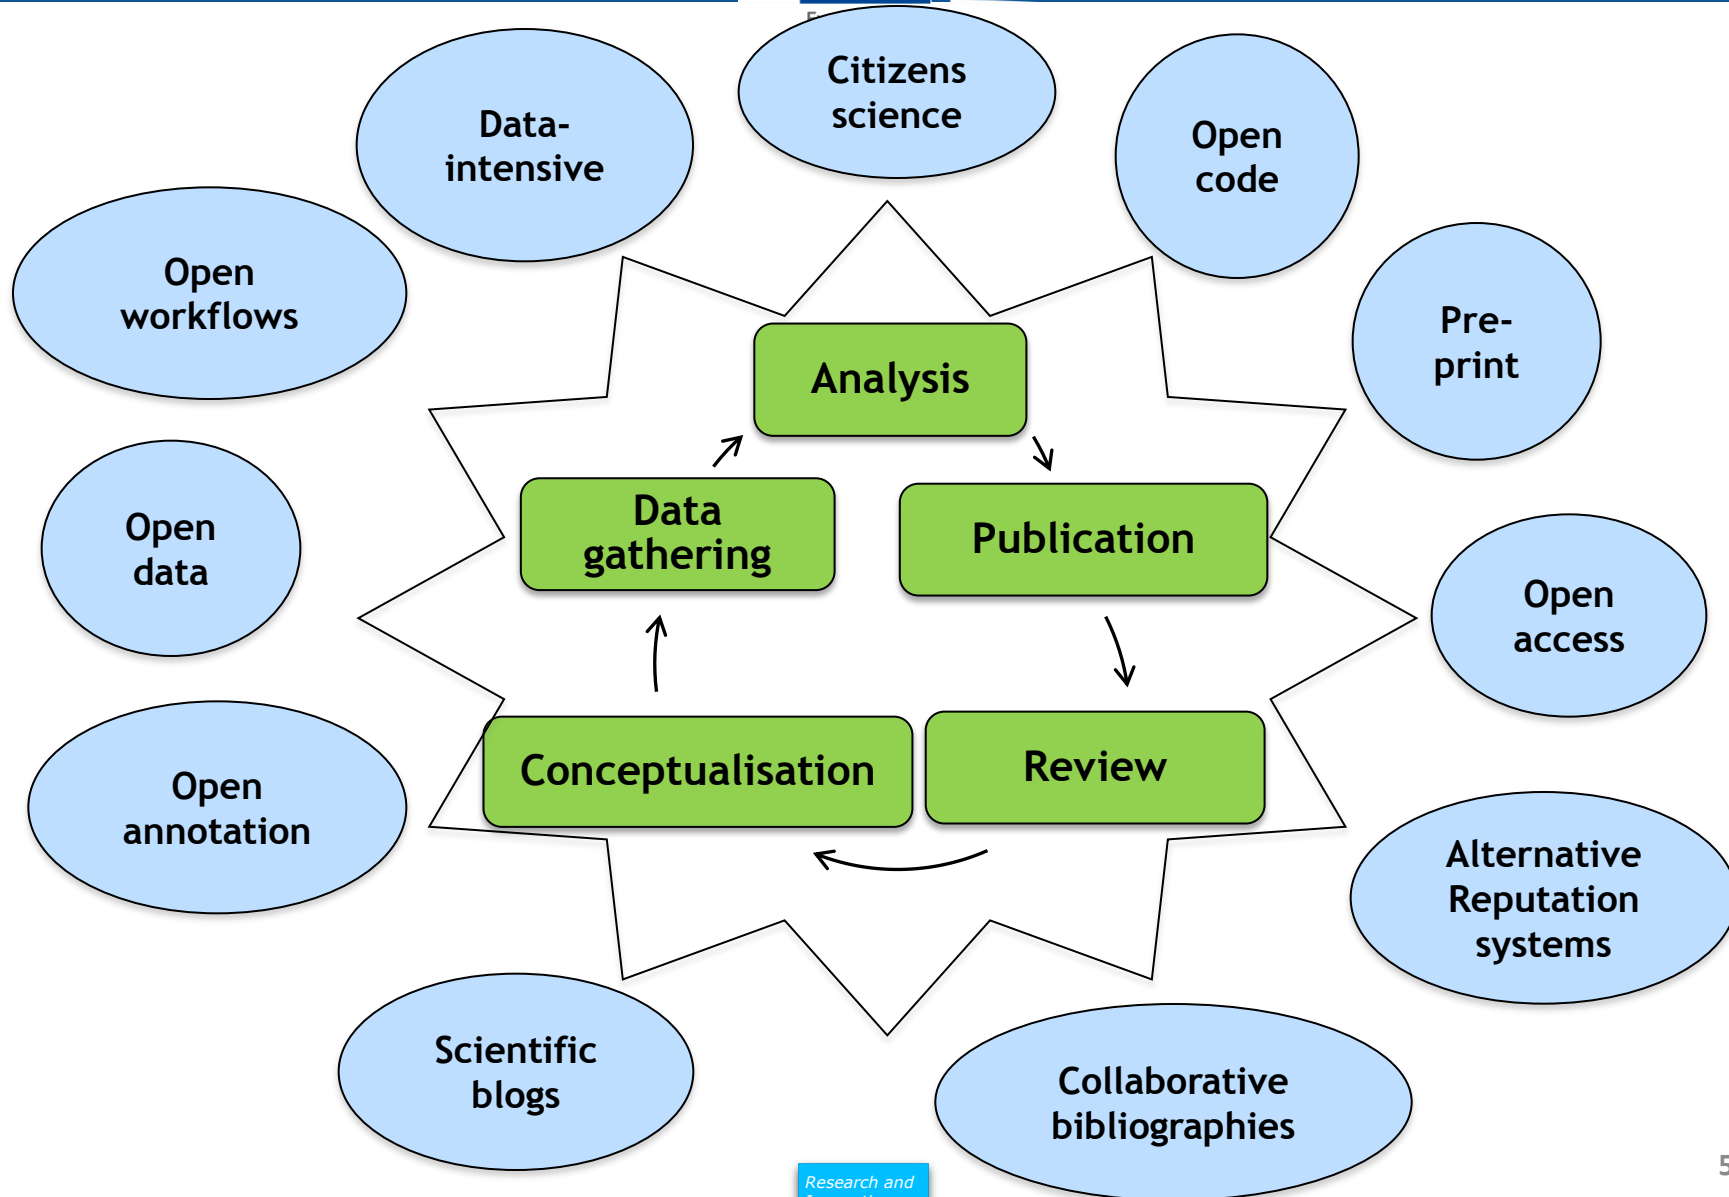 Citizens
science
Data-
intensive
Open
code
Open
workflows
Pre-
print
Analysis
Data
gathering
Publication
Open
data
Open
access
Conceptualisation
Review
Open
annotation
Alternative
Reputation
systems
Scientific
blogs
Collaborative
bibliographies
Research and
5